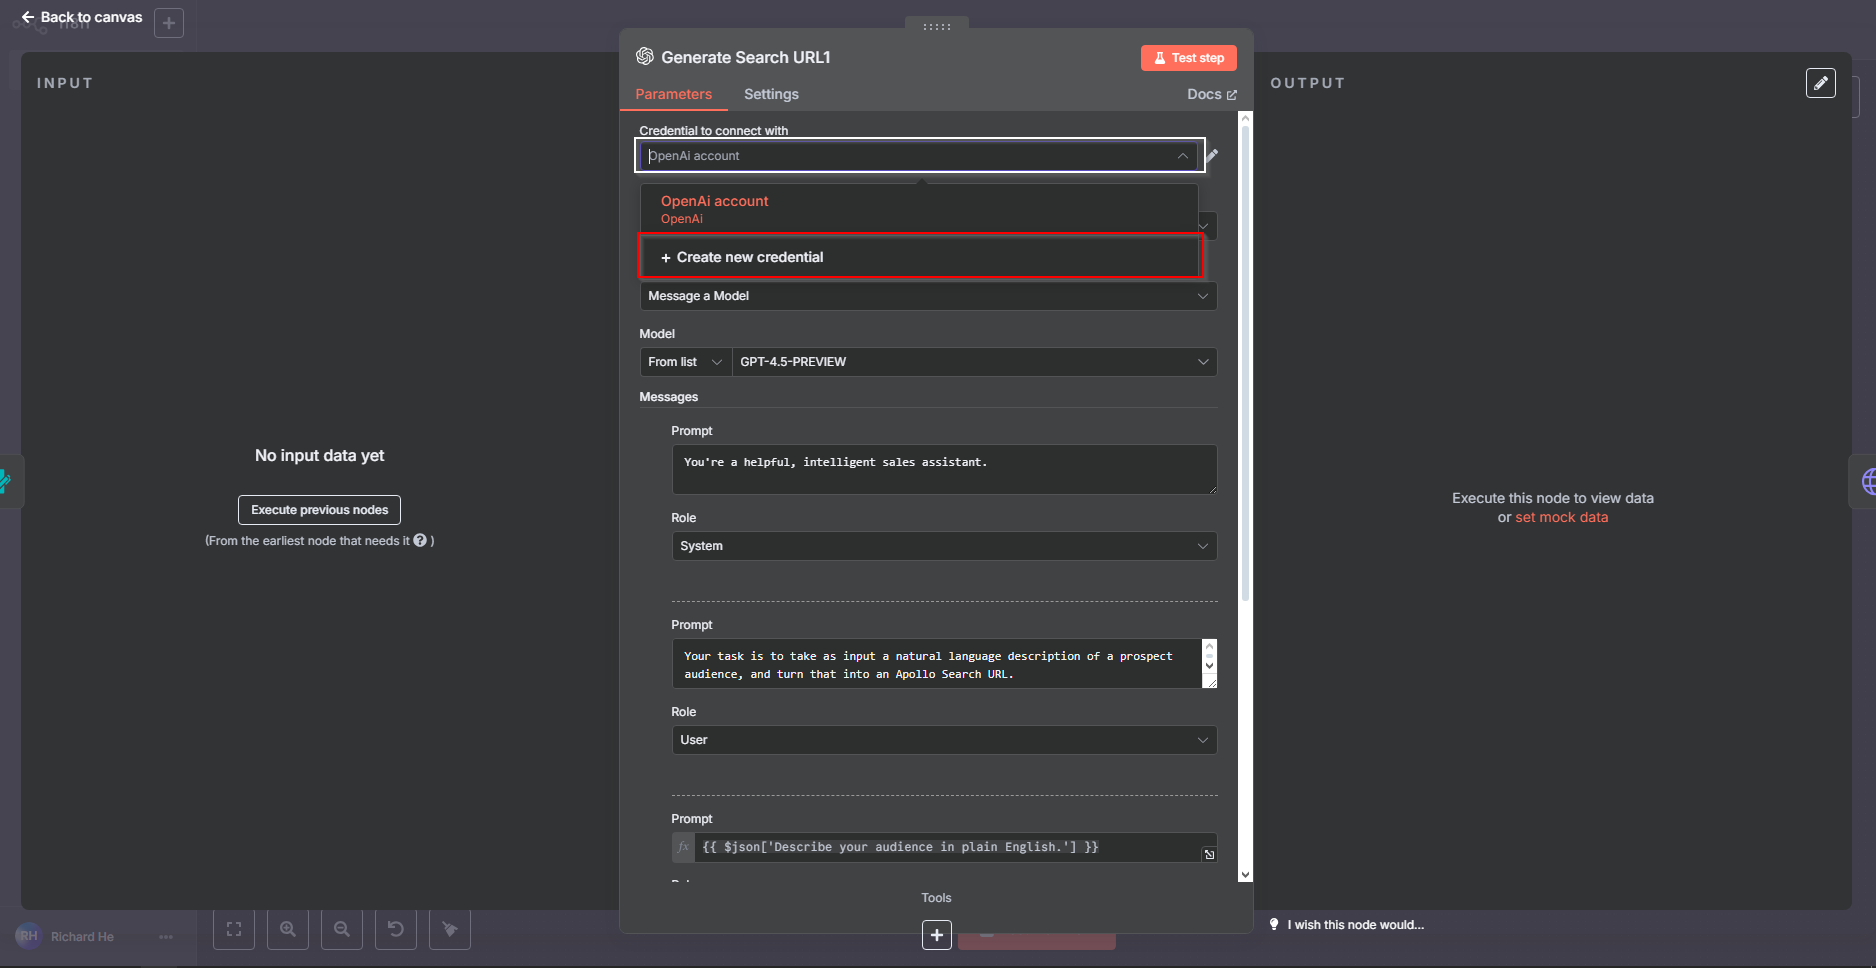 Back to canvas
INPUT
No input data yet
Execute previous nodes
(From the earliest node that needs it ? )
Generate Search URL1
Test step
Parameters
Settings
Docs
Credential to connect with
OpenAi account
OpenAi account
OpenAi
+ Create new credential
Message a Model
Model
From list
GPT-4.5-PREVIEW
Messages
Prompt
You're a helpful, intelligent sales assistant.
Role
System
Prompt
Your task is to take as input a natural language description of a prospect
audience, and turn that into an Apollo Search URL.
Role
User
Prompt
fx {{ $json['Describe your audience in plain English.'] }}
Tools
+
OUTPUT
Execute this node to view data
or set mock data
I wish this node would...
RH Richard He